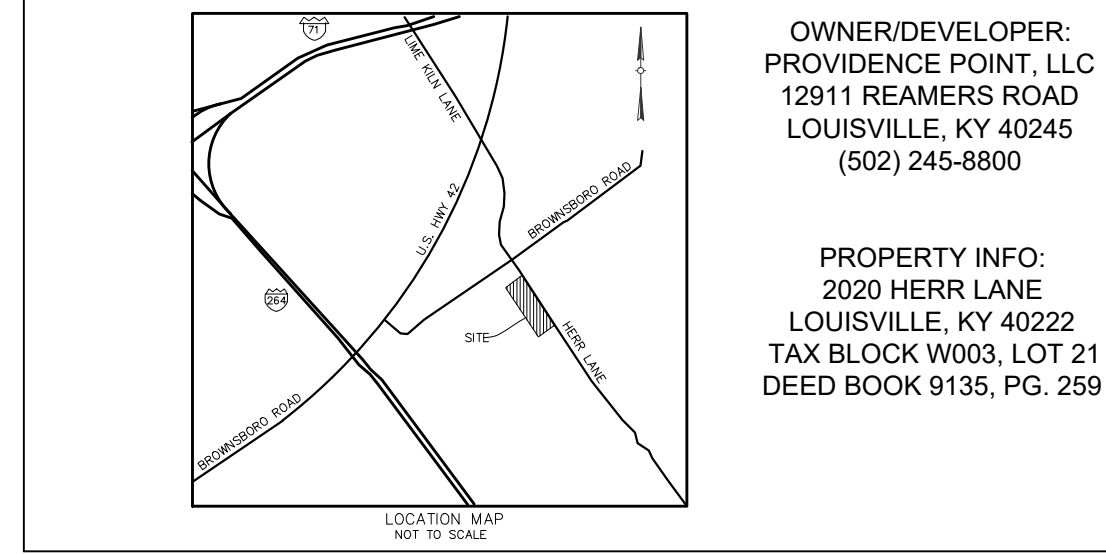 71
LIME KILN LANE
U.S. HWY 42
BROWNSBORO ROAD
264
SITE
HERR LANE
BROWNSBORO ROAD
LOCATION MAP
NOT TO SCALE
OWNER/DEVELOPER:
PROVIDENCE POINT, LLC
12911 REAMERS ROAD
LOUISVILLE, KY 40245
(502) 245-8800
PROPERTY INFO:
2020 HERR LANE
LOUISVILLE, KY 40222
TAX BLOCK W003, LOT 21
DEED BOOK 9135, PG. 259